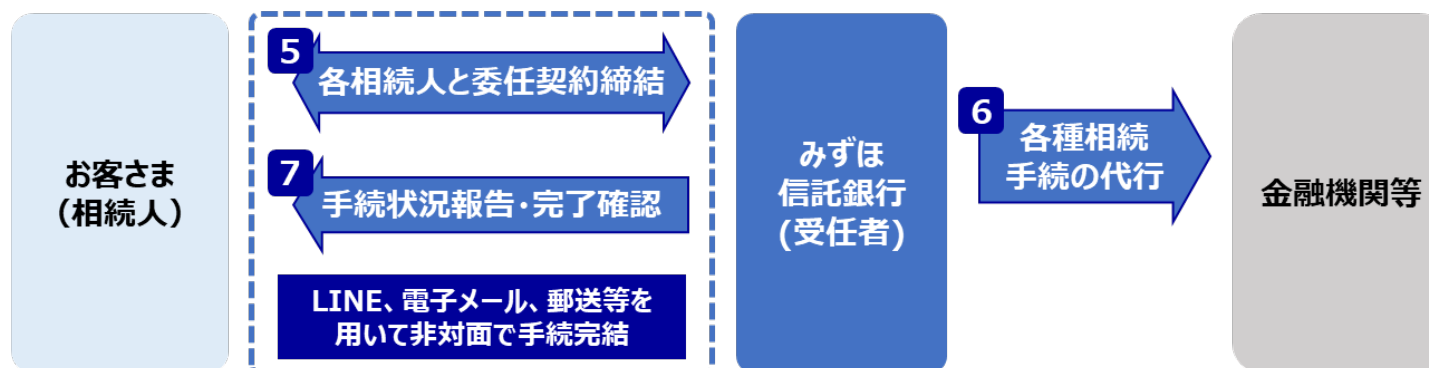 お客さま
(相続人)
5
各相続人と委任契約締結
7
手続状況報告・完了確認
LINE、電子メール、郵送等を
用いて非対面で手続完結
みずほ
信託銀行
(受任者)
6
各種相続
手続の代行
金融機関等